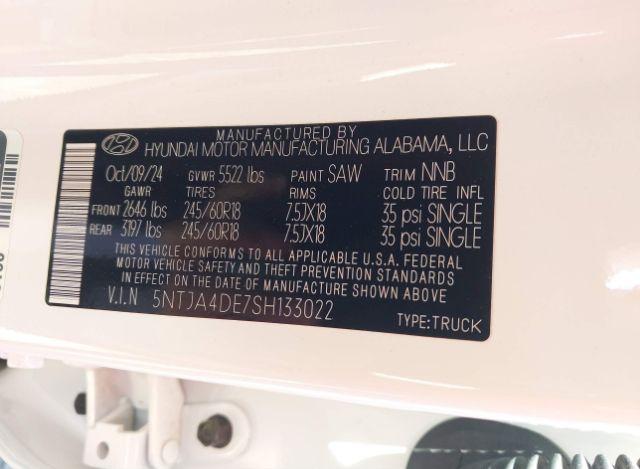 MANUFACTURED BY
HYUNDAI MOTOR MANUFACTURING ALABAMA, LLC
Oct/09/24 GVWR 5522 lbs PAINT SAW TRIM NNB
GAWR TIRES RIMS COLD TIRE INFL
FRONT 2646 lbs 245/60R18 7.5JX18 35 psi SINGLE
REAR 3197 lbs 245/60R18 7.5JX18 35 psi SINGLE
THIS VEHICLE CONFORMS TO ALL APPLICABLE U.S.A. FEDERAL
MOTOR VEHICLE SAFETY AND THEFT PREVENTION STANDARDS
IN EFFECT ON THE DATE OF MANUFACTURE SHOWN ABOVE
V.I.N 5NTJA4DE7SH133022
TYPE:TRUCK